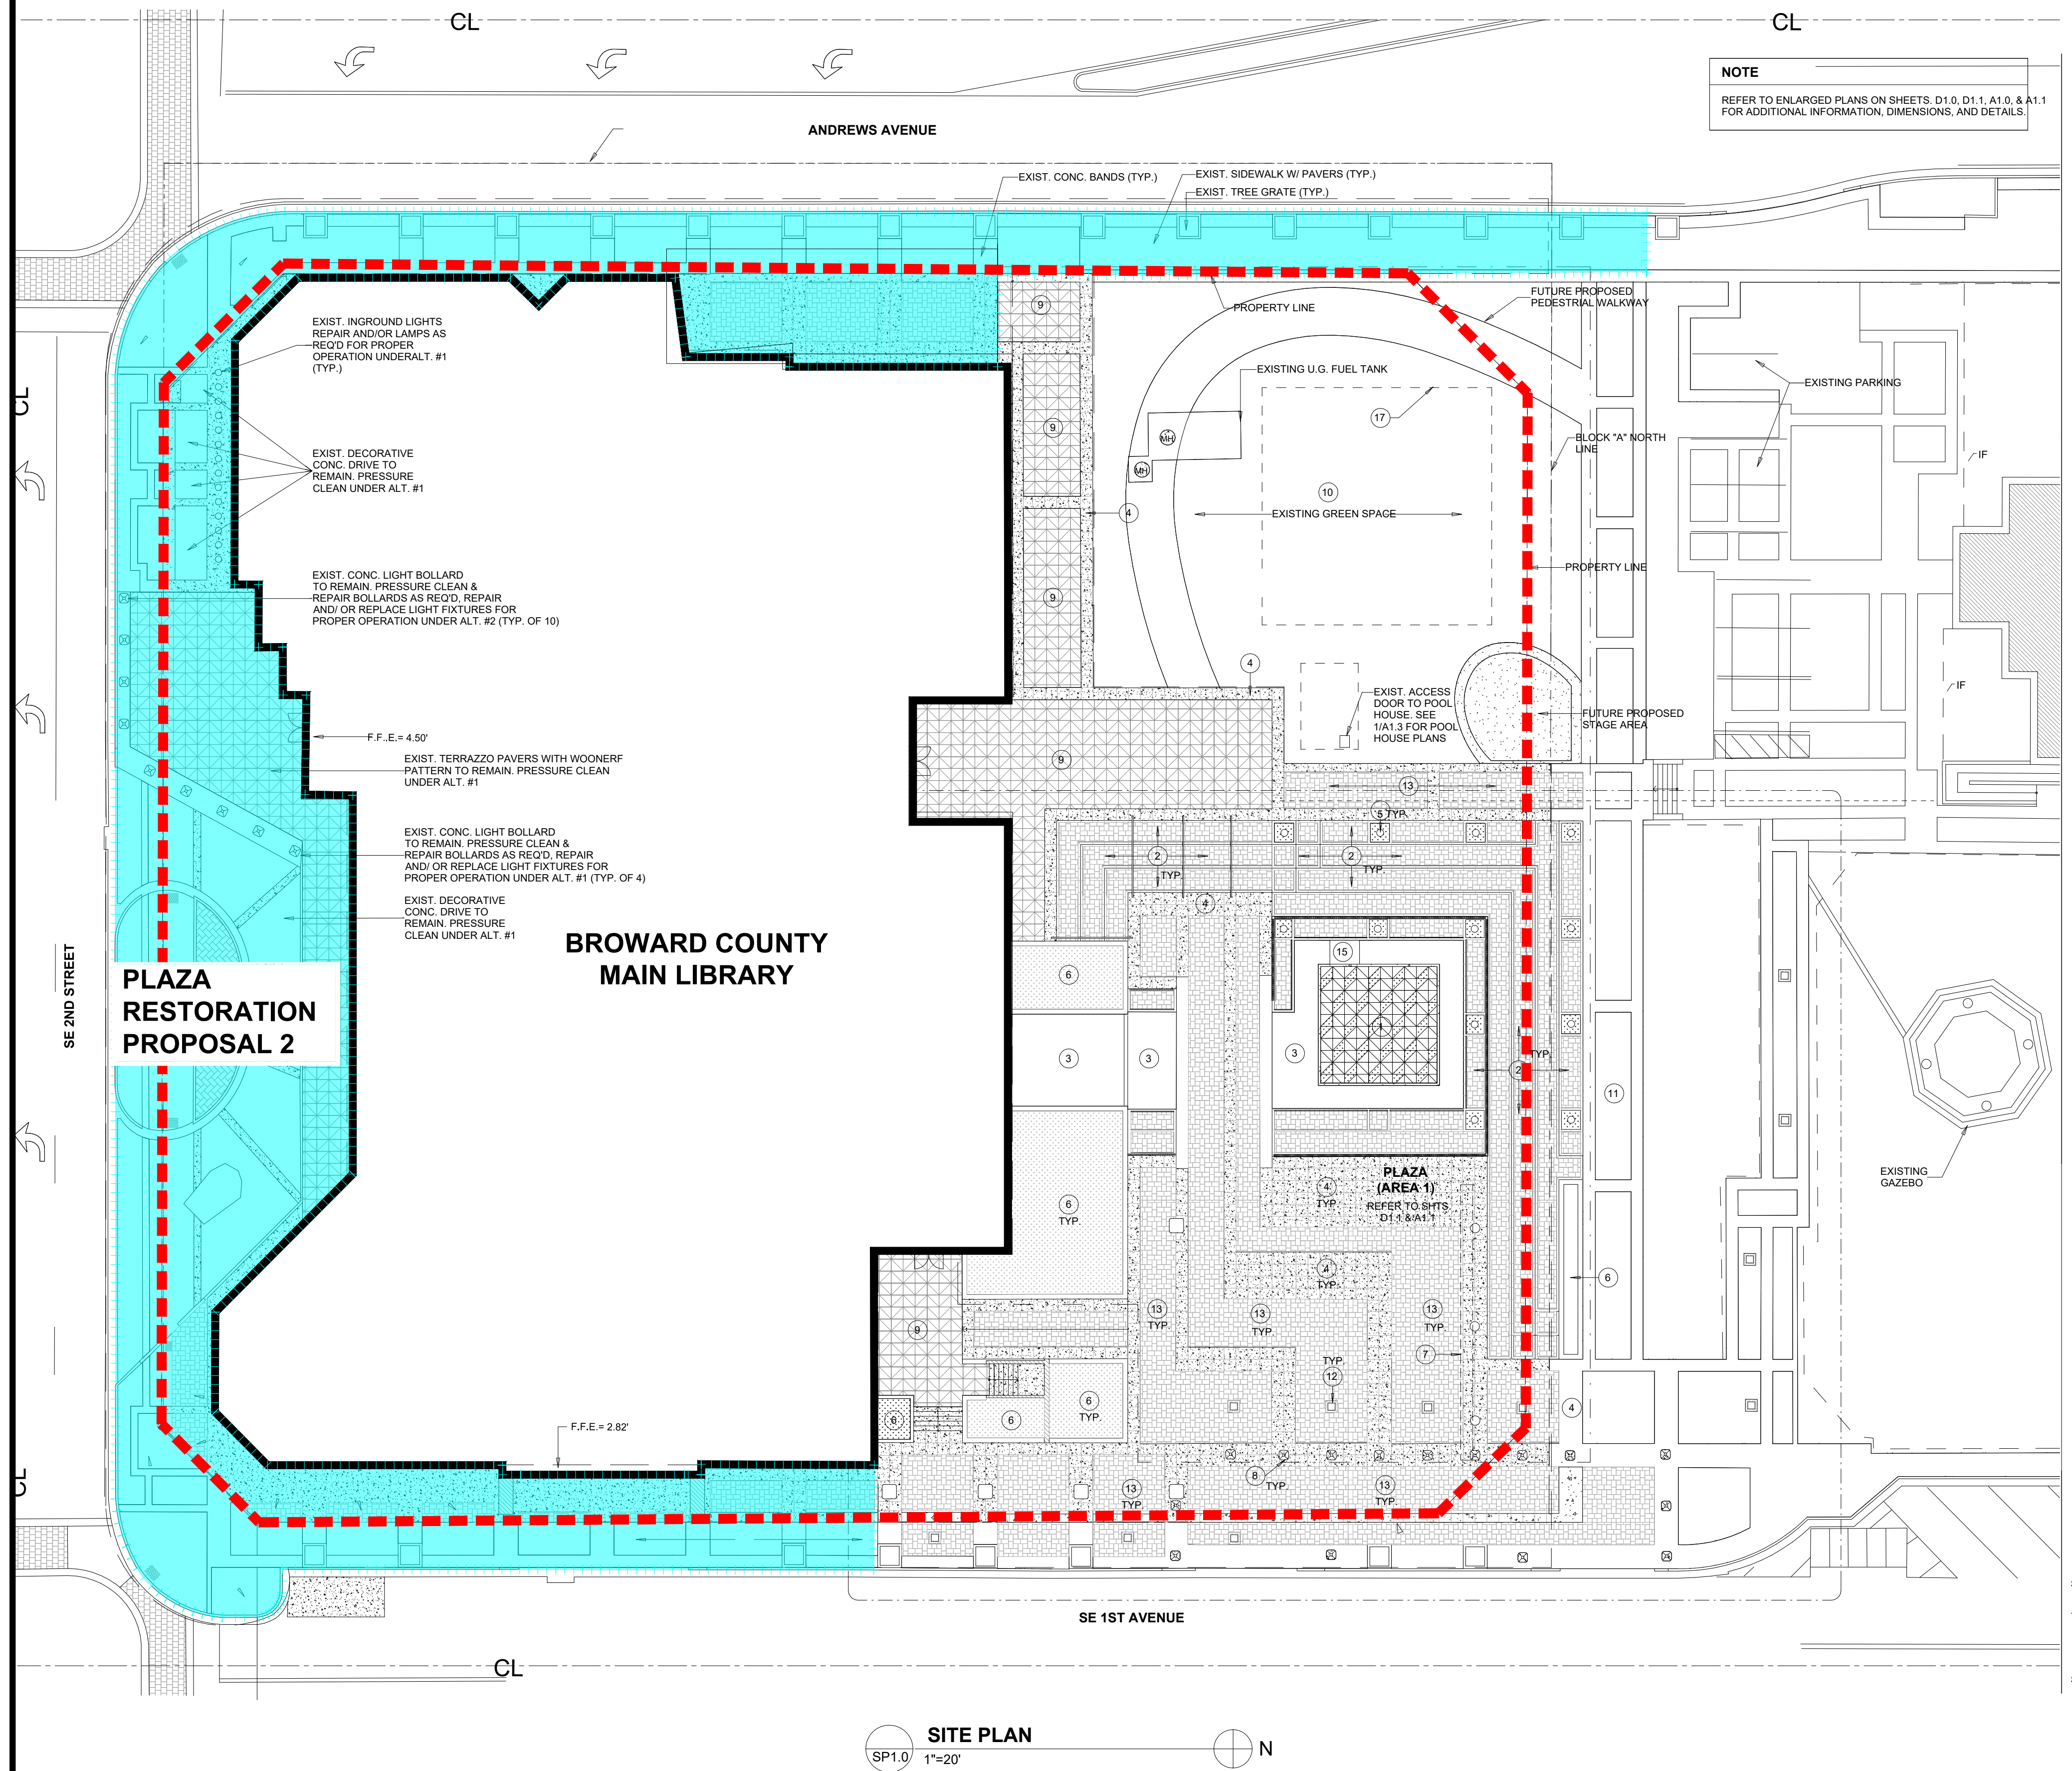 CL
CL
NOTE
REFER TO ENLARGED PLANS ON SHEETS. D1.0, D1.1, A1.0, & A1.1
FOR ADDITIONAL INFORMATION, DIMENSIONS, AND DETAILS.
ANDREWS AVENUE
EXIST. CONC. BANDS (TYP.)
EXIST. SIDEWALK W/ PAVERS (TYP.)
EXIST. TREE GRATE (TYP.)
FUTURE PROPOSED
PEDESTRIAL WALKWAY
PROPERTY LINE
9
EXIST. INGROUND LIGHTS
REPAIR AND/OR LAMPS AS
REQ'D FOR PROPER
OPERATION UNDERALT. #1
(TYP.)
EXISTING U.G. FUEL TANK
EXISTING PARKING
CL
17
9
MH
MH
BLOCK "A" NORTH
LINE
IF
EXIST. DECORATIVE
CONC. DRIVE TO
REMAIN. PRESSURE
CLEAN UNDER ALT. #1
10
EXISTING GREEN SPACE
4
PROPERTY LINE
EXIST. CONC. LIGHT BOLLARD
TO REMAIN. PRESSURE CLEAN &
REPAIR BOLLARDS AS REQ'D, REPAIR
AND/ OR REPLACE LIGHT FIXTURES FOR
PROPER OPERATION UNDER ALT. #2 (TYP. OF 10)
9
4
EXIST. ACCESS
DOOR TO POOL
HOUSE. SEE
1/A1.3 FOR POOL
HOUSE PLANS
FUTURE PROPOSED
STAGE AREA
IF
F.F..E.= 4.50'
EXIST. TERRAZZO PAVERS WITH WOONERF
PATTERN TO REMAIN. PRESSURE CLEAN
UNDER ALT. #1
9
13
5 TYP.
EXIST. CONC. LIGHT BOLLARD
TO REMAIN. PRESSURE CLEAN &
REPAIR BOLLARDS AS REQ'D, REPAIR
AND/ OR REPLACE LIGHT FIXTURES FOR
PROPER OPERATION UNDER ALT. #1 (TYP. OF 4)
2
TYP.
2
TYP.
4
EXIST. DECORATIVE
CONC. DRIVE TO
REMAIN. PRESSURE
CLEAN UNDER ALT. #1
BROWARD COUNTY
MAIN LIBRARY
SE 2ND STREET
PLAZA
RESTORATION
PROPOSAL 2
15
6
1
3
3
3
TYP.
2
11
PLAZA
(AREA 1)
REFER TO SHTS
D1.1 & A1.1
4
TYP.
6
TYP.
EXISTING
GAZEBO
4
TYP.
6
13
TYP.
13
TYP.
13
TYP.
9
7
TYP.
12
6
TYP.
6
6
4
F.F.E.= 2.82'
CL
8
TYP.
13
TYP.
13
TYP.
SE 1ST AVENUE
CL
SP1.0
SITE PLAN
1"=20'
N